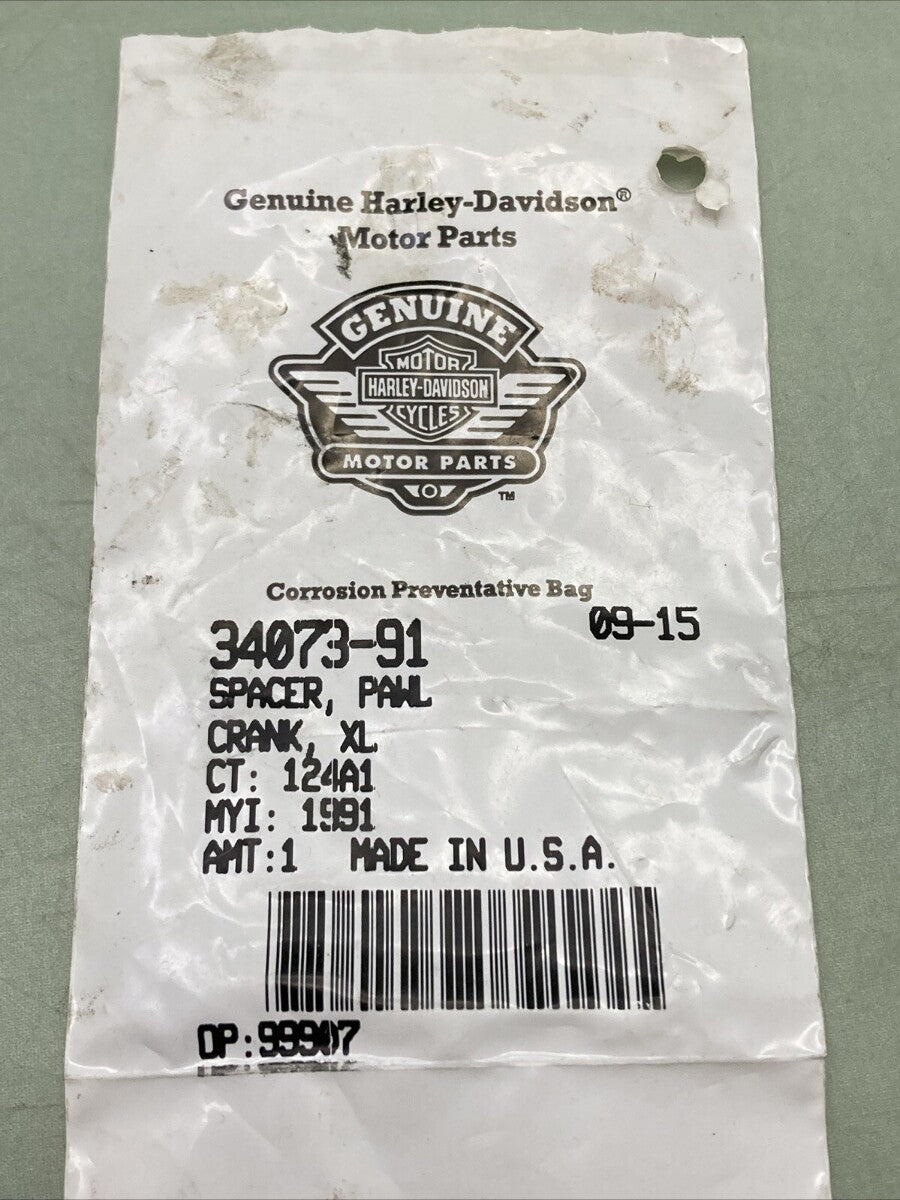 Genuine Harley-Davidson®
Motor Parts
GENUINE
MOTOR
HARLEY-DAVIDSON
CYCLES
MOTOR PARTS
TM
Corrosion Preventative Bag
09-15
34073-91
SPACER, PAWL
CRANK, XL
CT: 124A1
MYI: 1991
AMT:1 MADE IN U.S.A.
OP:99907